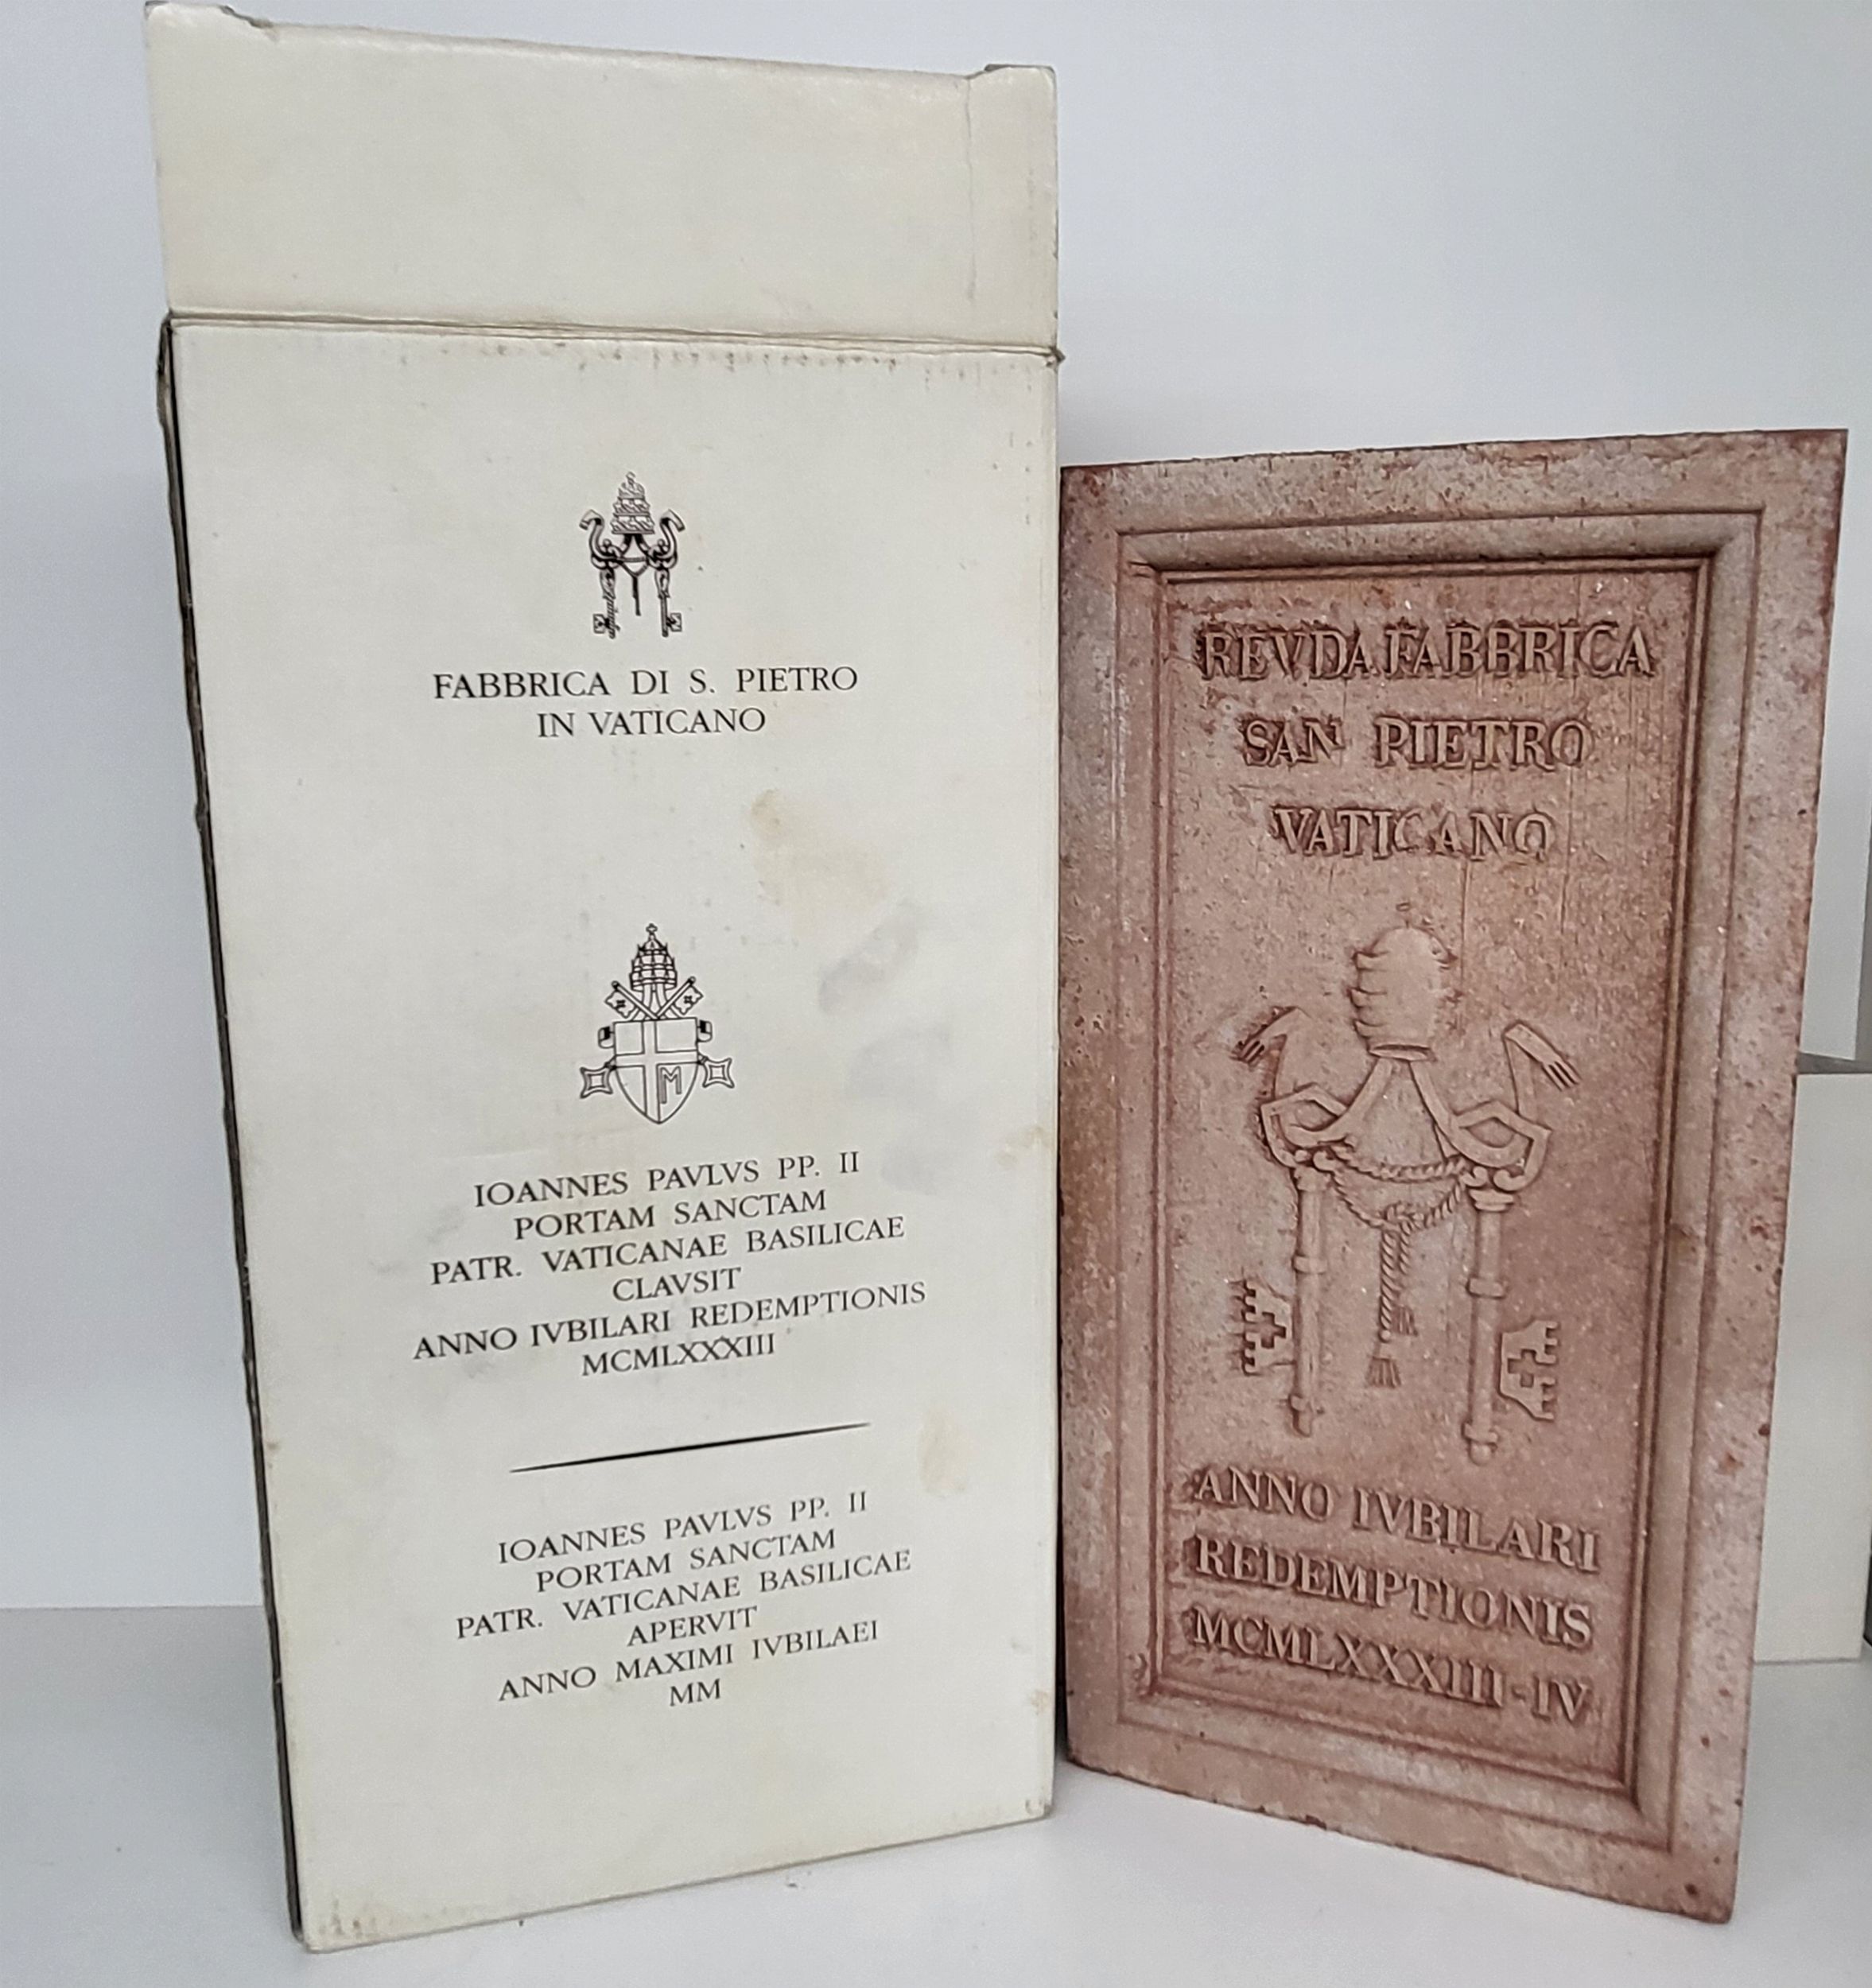 FABBRICA DI S. PIETRO
IN VATICANO
M
IOANNES PAVLVS PP. II
PORTAM SANCTAM
PATR. VATICANAE BASILICAE
CLAVSIT
ANNO IVBILARI REDEMPTIONIS
MCMLXXXIII
IOANNES PAVLVS PP. II
PORTAM SANCTAM
PATR. VATICANAE BASILICAE
APERVIT
ANNO MAXIMI IVBILAEI
MM
REVDA FABBRICA
SAN PIETRO
VATICANO
ANNO IVBILARI
REDEMPTIONIS
MCMLXXXIII-IV